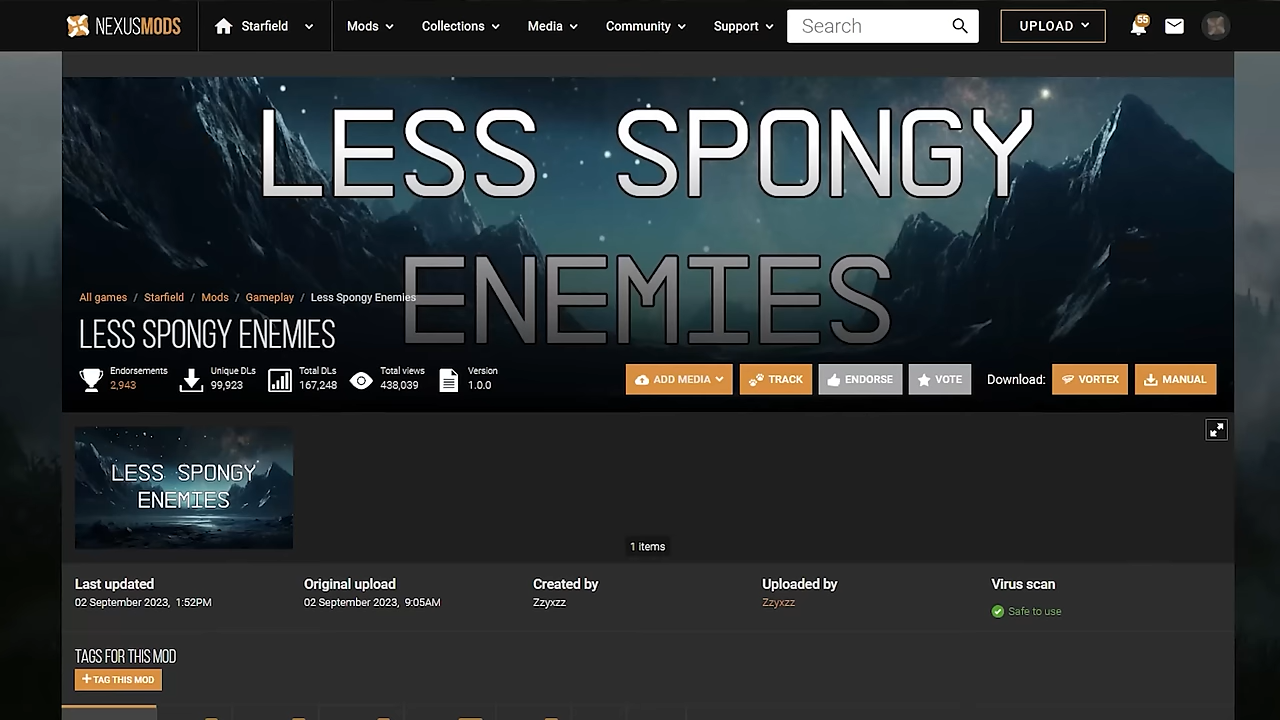 NEXUSMODS
Starfield
Mods
Collections
Media
Community
Support
Search
UPLOAD
55
LESS SPONGY
ENEMIES
All games / Starfield / Mods / Gameplay / Less Spongy Enemies
LESS SPONGY ENEMIES
Endorsements
2,943
Unique DLs
99,923
Total DLs
167,248
Total views
438,039
Version
1.0.0
ADD MEDIA
TRACK
ENDORSE
VOTE
Download:
VORTEX
MANUAL
LESS SPONGY
ENEMIES
1 items
Last updated
02 September 2023, 1:52PM
Original upload
02 September 2023, 9:05AM
Created by
Zzyxzz
Uploaded by
Zzyxzz
Virus scan
Safe to use
TAGS FOR THIS MOD
+ TAG THIS MOD